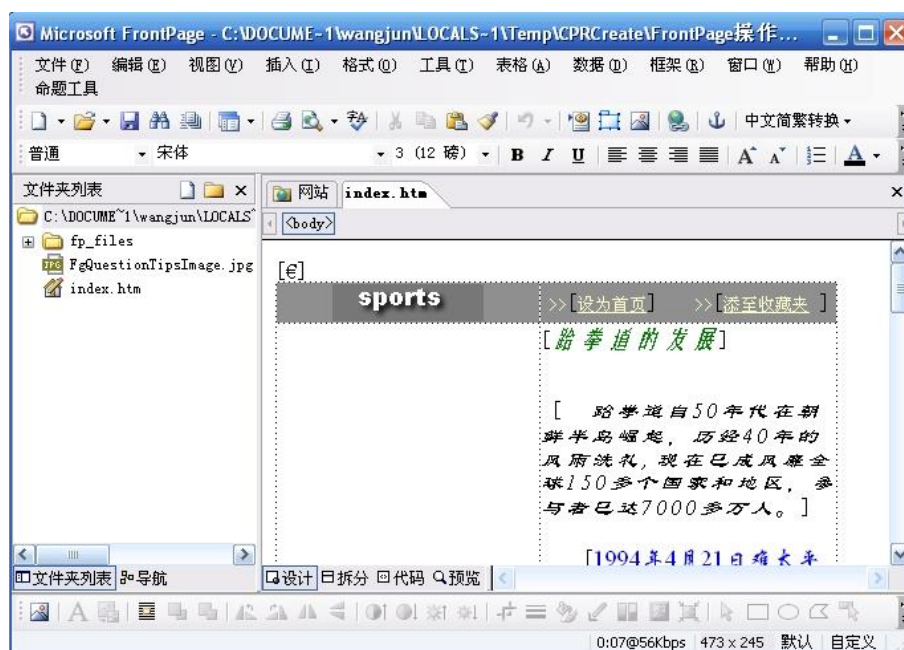 Microsoft FrontPage - C:\DOCUME~1\wangjun\LOCALS~1\Temp\CPRCreate\FrontPage操作...
文件(F) 编辑(E) 视图(V) 插入(I) 格式(O) 工具(T) 表格(A) 数据(D) 框架(R) 窗口(W) 帮助(H)
命题工具
中文简繁转换
普通 宋体 3 (12 磅) B I U A A A
文件夹列表
网站 index.htm
C:\DOCUME~1\wangjun\LOCALS~
<body>
fp_files
FgQuestionTipsImage.jpg
index.htm
[€]
sports >>[设为首页] >>[添至收藏夹 ]
[跆拳道的发展]
[ 跆拳道自50年代在朝
鲜半岛崛起，历经40年的
风雨洗礼，现在已成风靡全
球150多个国家和地区，参
与者已达7000多万人。]
[1994年4月21日雄太平
文件夹列表 导航 设计 拆分 代码 预览
0:07@56Kbps 473 x 245 默认 自定义